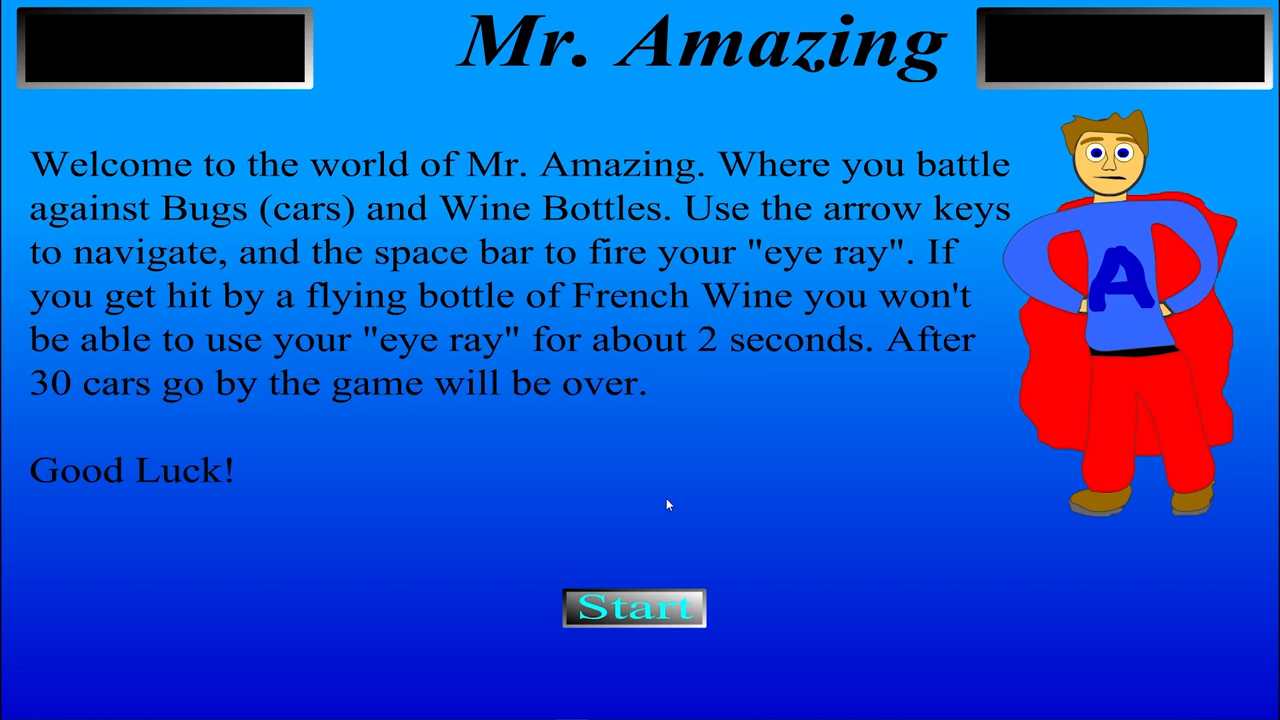 Mr. Amazing
Welcome to the world of Mr. Amazing. Where you battle
against Bugs (cars) and Wine Bottles. Use the arrow keys
to navigate, and the space bar to fire your "eye ray". If
you get hit by a flying bottle of French Wine you won't
be able to use your "eye ray" for about 2 seconds. After
30 cars go by the game will be over.
Good Luck!
A
Start